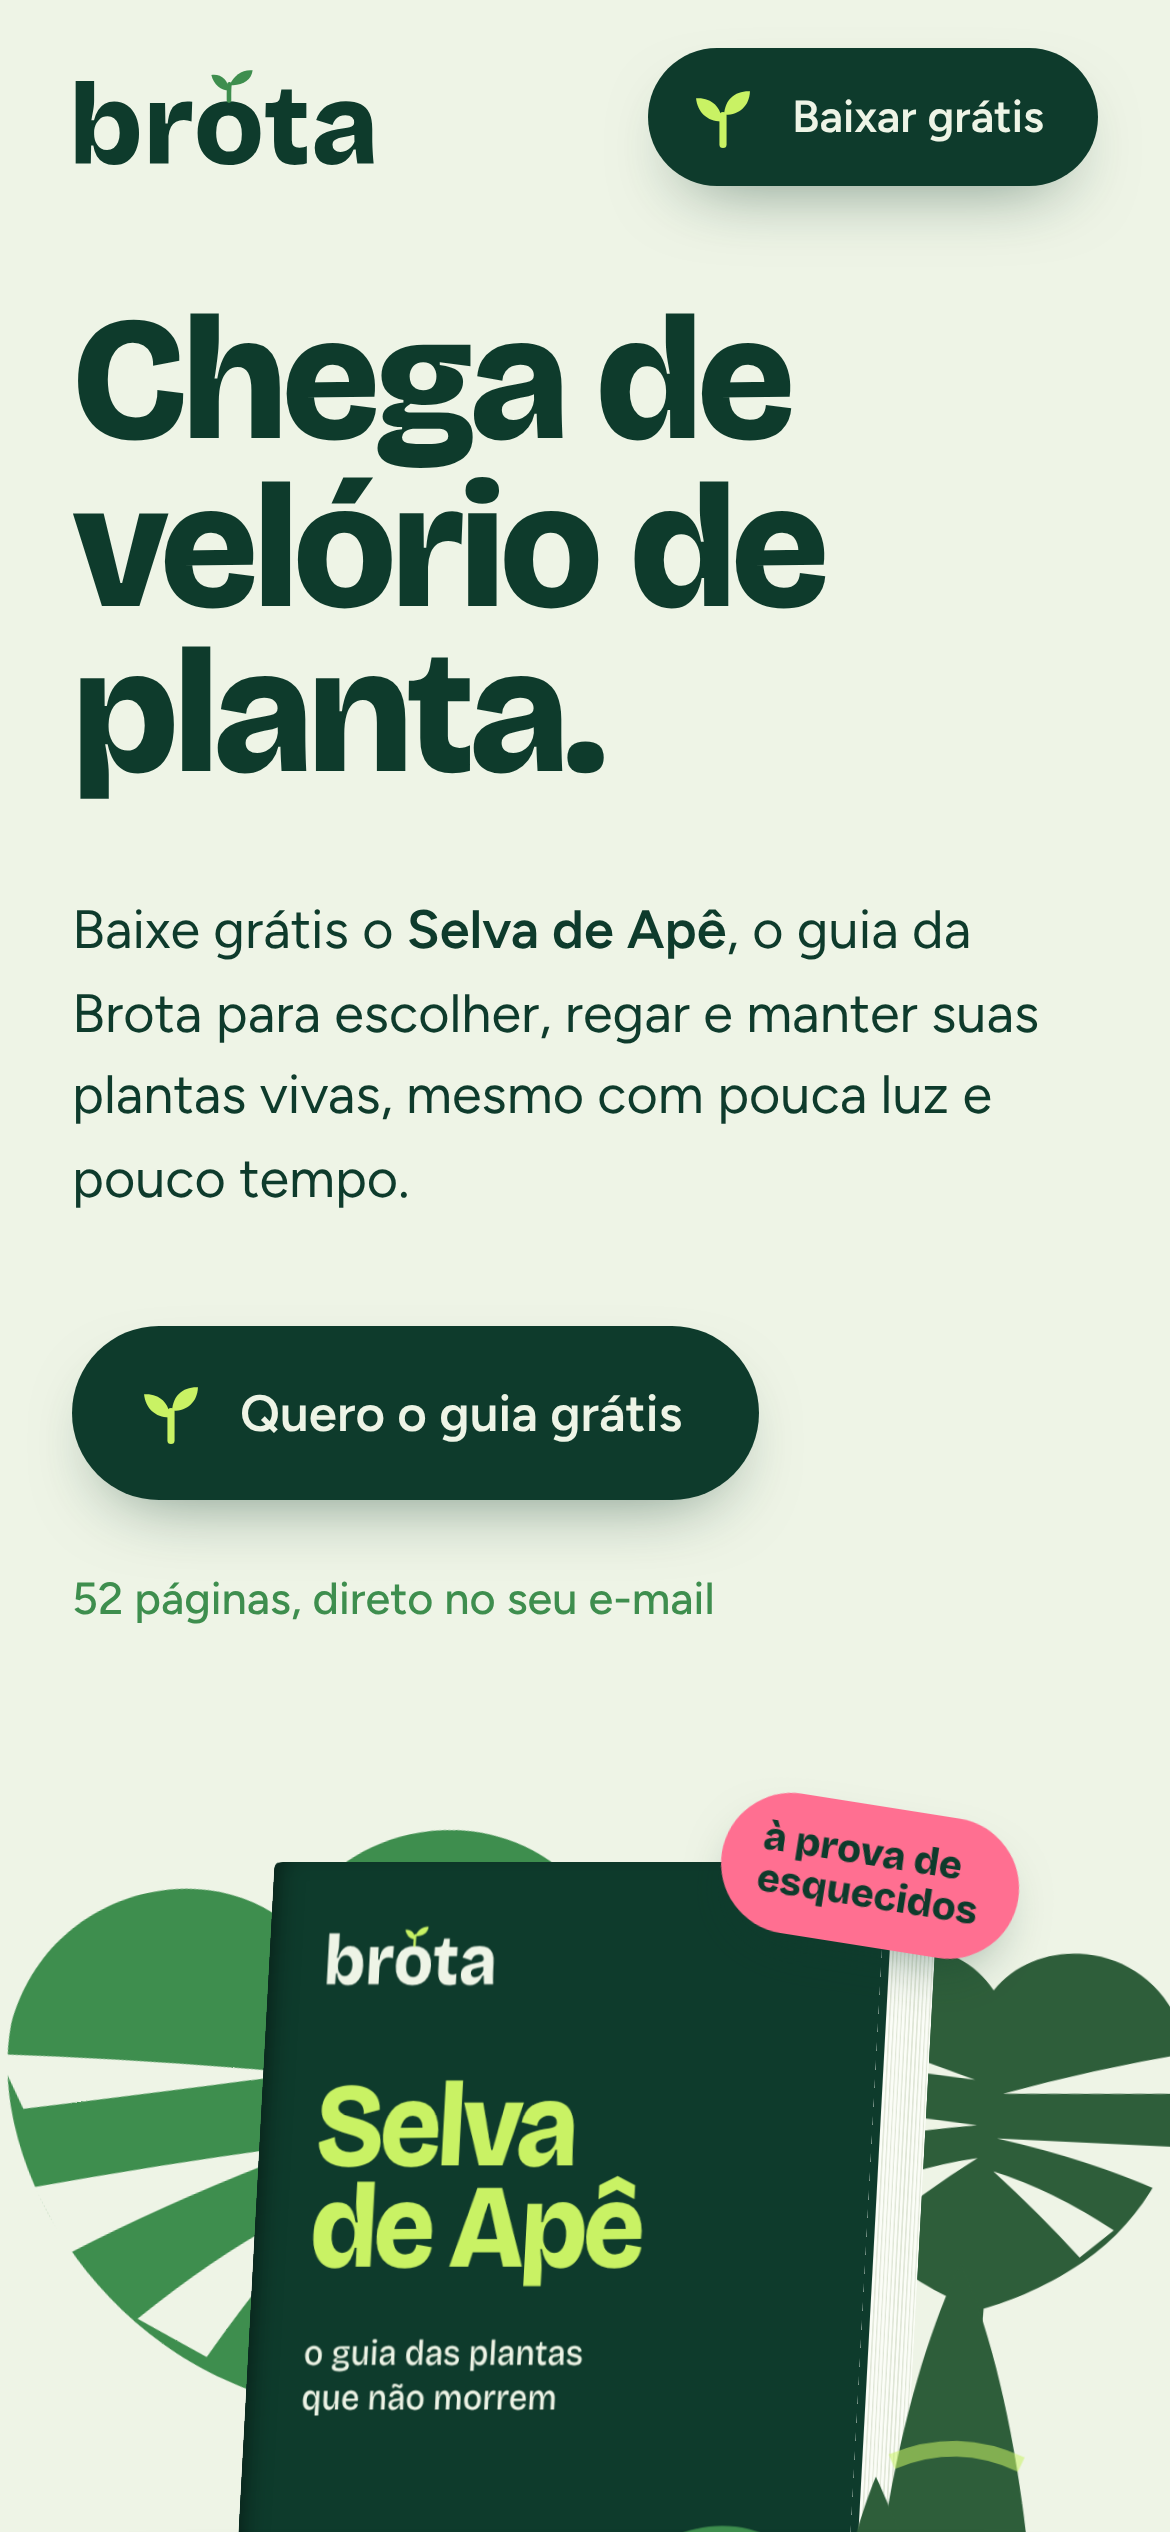 brota
Baixar grátis
Chega de
velório de
planta.
Baixe grátis o Selva de Apê, o guia da
Brota para escolher, regar e manter suas
plantas vivas, mesmo com pouca luz e
pouco tempo.
Quero o guia grátis
52 páginas, direto no seu e-mail
à prova de
esquecidos
brota
Selva
de Apê
o guia das plantas
que não morrem